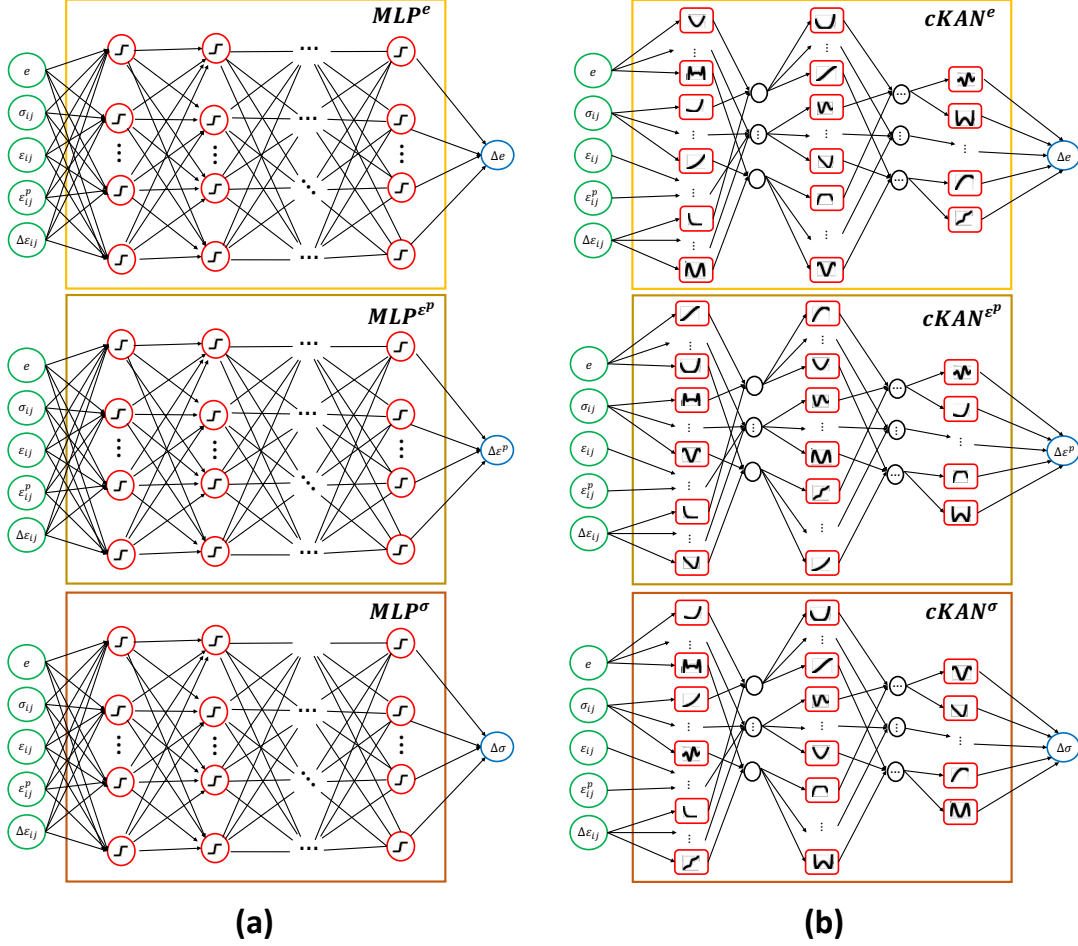 MLP^e
e
σ_ij
ε_ij
ε^p_ij
Δε_ij
...
...
...
Δe
cKAN^e
e
σ_ij
ε_ij
ε^p_ij
Δε_ij
Δe
MLP^{ε^p}
e
σ_ij
ε_ij
ε^p_ij
Δε_ij
...
...
...
Δε^p
cKAN^{ε^p}
e
σ_ij
ε_ij
ε^p_ij
Δε_ij
Δε^p
MLP^σ
e
σ_ij
ε_ij
ε^p_ij
Δε_ij
...
...
...
Δσ
cKAN^σ
e
σ_ij
ε_ij
ε^p_ij
Δε_ij
Δσ
(a)
(b)